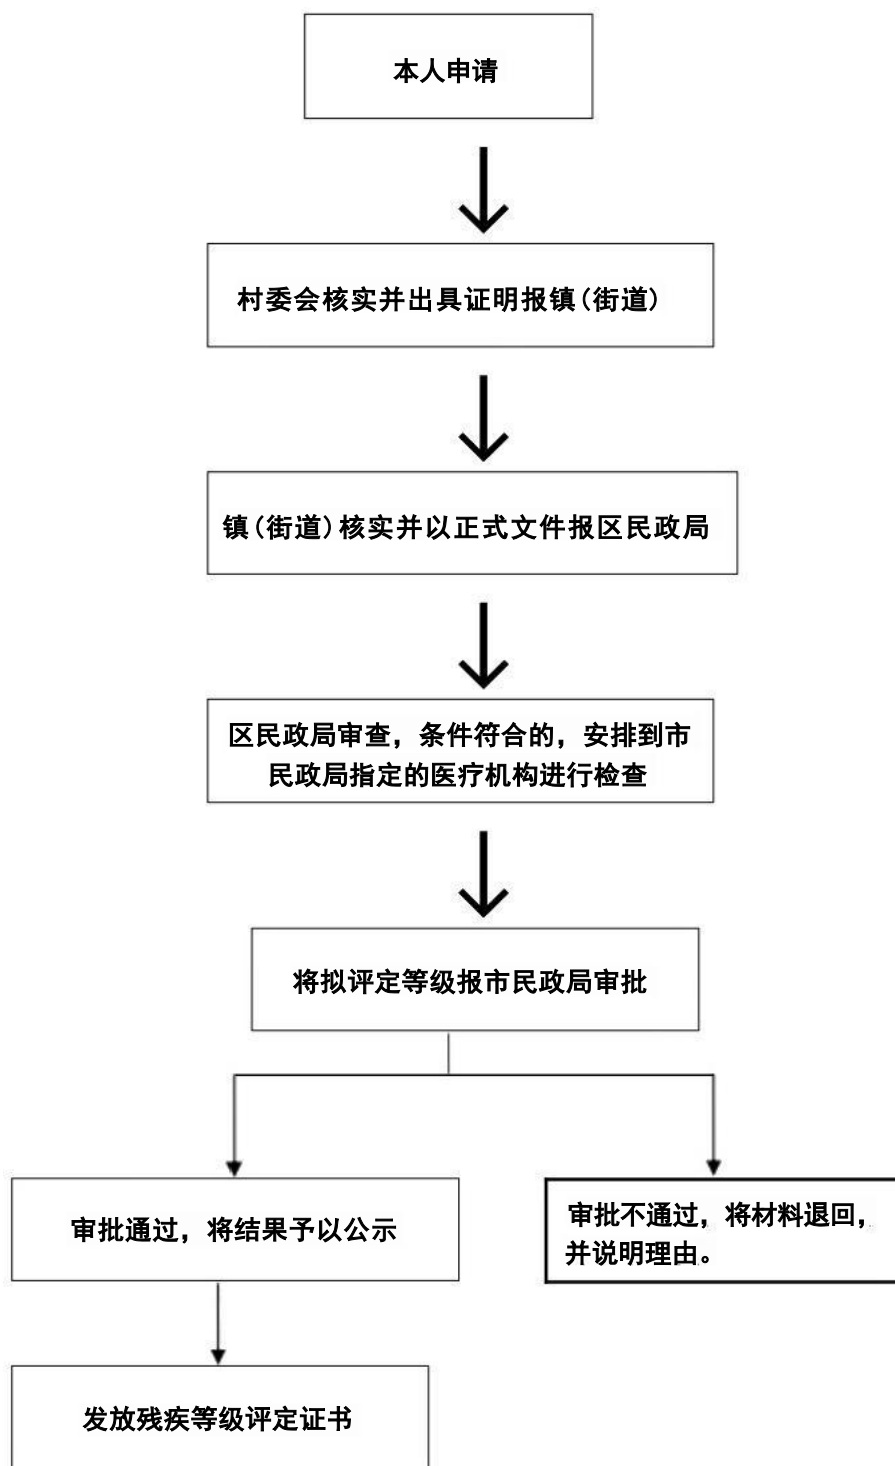 本人申请
村委会核实并出具证明报镇(街道)
镇(街道)核实并以正式文件报区民政局
区民政局审查，条件符合的，安排到市
民政局指定的医疗机构进行检查
将拟评定等级报市民政局审批
审批通过，将结果予以公示
审批不通过，将材料退回，
并说明理由。
发放残疾等级评定证书